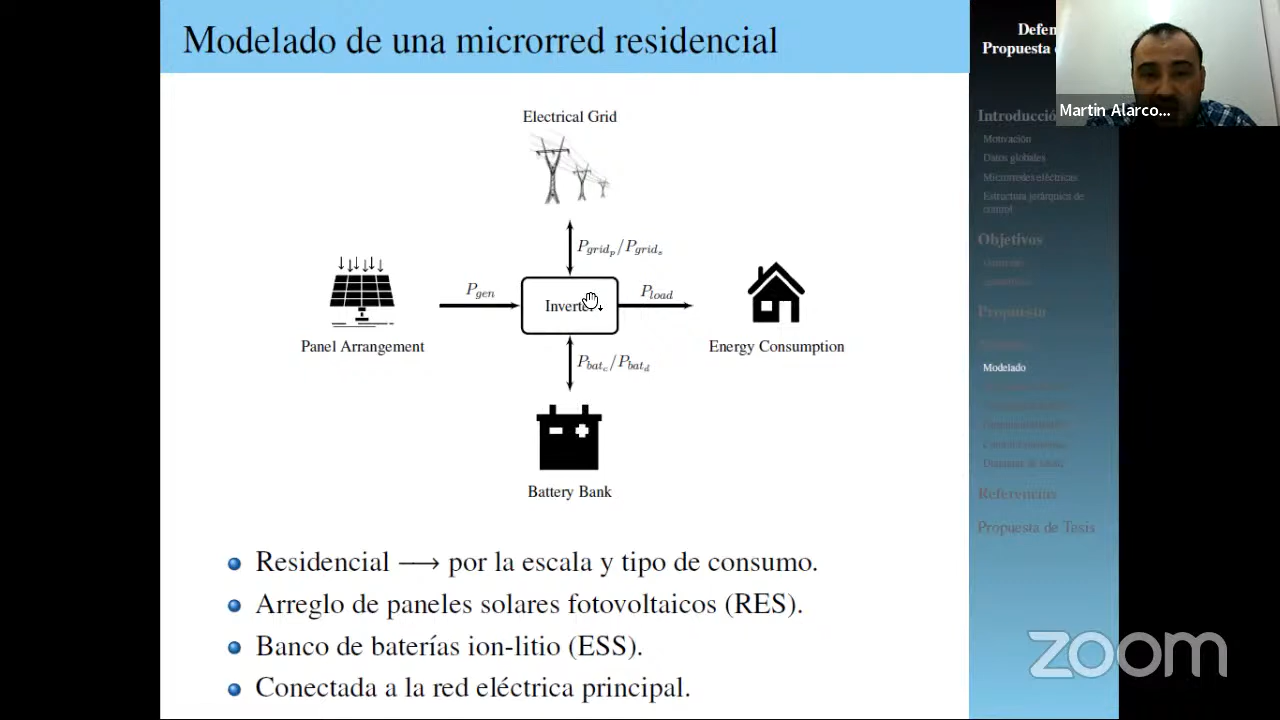 Modelado de una microrred residencial
Electrical Grid
P_{grid_p}/P_{grid_s}
P_{gen}
Inverter
P_{load}
Panel Arrangement
Energy Consumption
P_{bat_c}/P_{bat_d}
Battery Bank
Residencial → por la escala y tipo de consumo.
Arreglo de paneles solares fotovoltaicos (RES).
Banco de baterías ion-litio (ESS).
Conectada a la red eléctrica principal.
Propuesta
Martin Alarco...
Motivación
Datos globales
Microrredes eléctricas
Estructura jerárquica de
control
Objetivos
Propuesta
Modelado
Referencias
Propuesta de Tesis
zoom